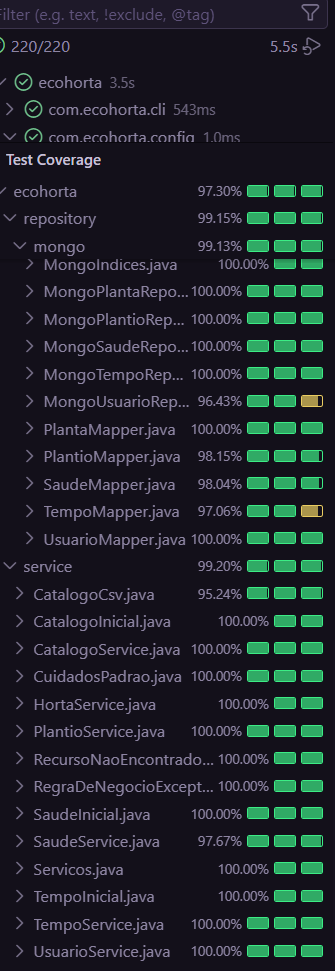 Filter (e.g. text, !exclude, @tag)
220/220 5.5s
ecohorta 3.5s
com.ecohorta.cli 543ms
com.ecohorta.config 1.0ms
Test Coverage
ecohorta 97.30%
repository 99.15%
mongo 99.13%
MongoIndices.java 100.00%
MongoPlantaRepo... 100.00%
MongoPlantioRep... 100.00%
MongoSaudeRepo... 100.00%
MongoTempoRep... 100.00%
MongoUsuarioRep... 96.43%
PlantaMapper.java 100.00%
PlantioMapper.java 98.15%
SaudeMapper.java 98.04%
TempoMapper.java 97.06%
UsuarioMapper.java 100.00%
service 99.20%
CatalogoCsv.java 95.24%
CatalogoInicial.java 100.00%
CatalogoService.java 100.00%
CuidadosPadrao.java 100.00%
HortaService.java 100.00%
PlantioService.java 100.00%
RecursoNaoEncontrado... 100.00%
RegraDeNegocioExcept... 100.00%
SaudeInicial.java 100.00%
SaudeService.java 97.67%
Servicos.java 100.00%
TempoInicial.java 100.00%
TempoService.java 100.00%
UsuarioService.java 100.00%